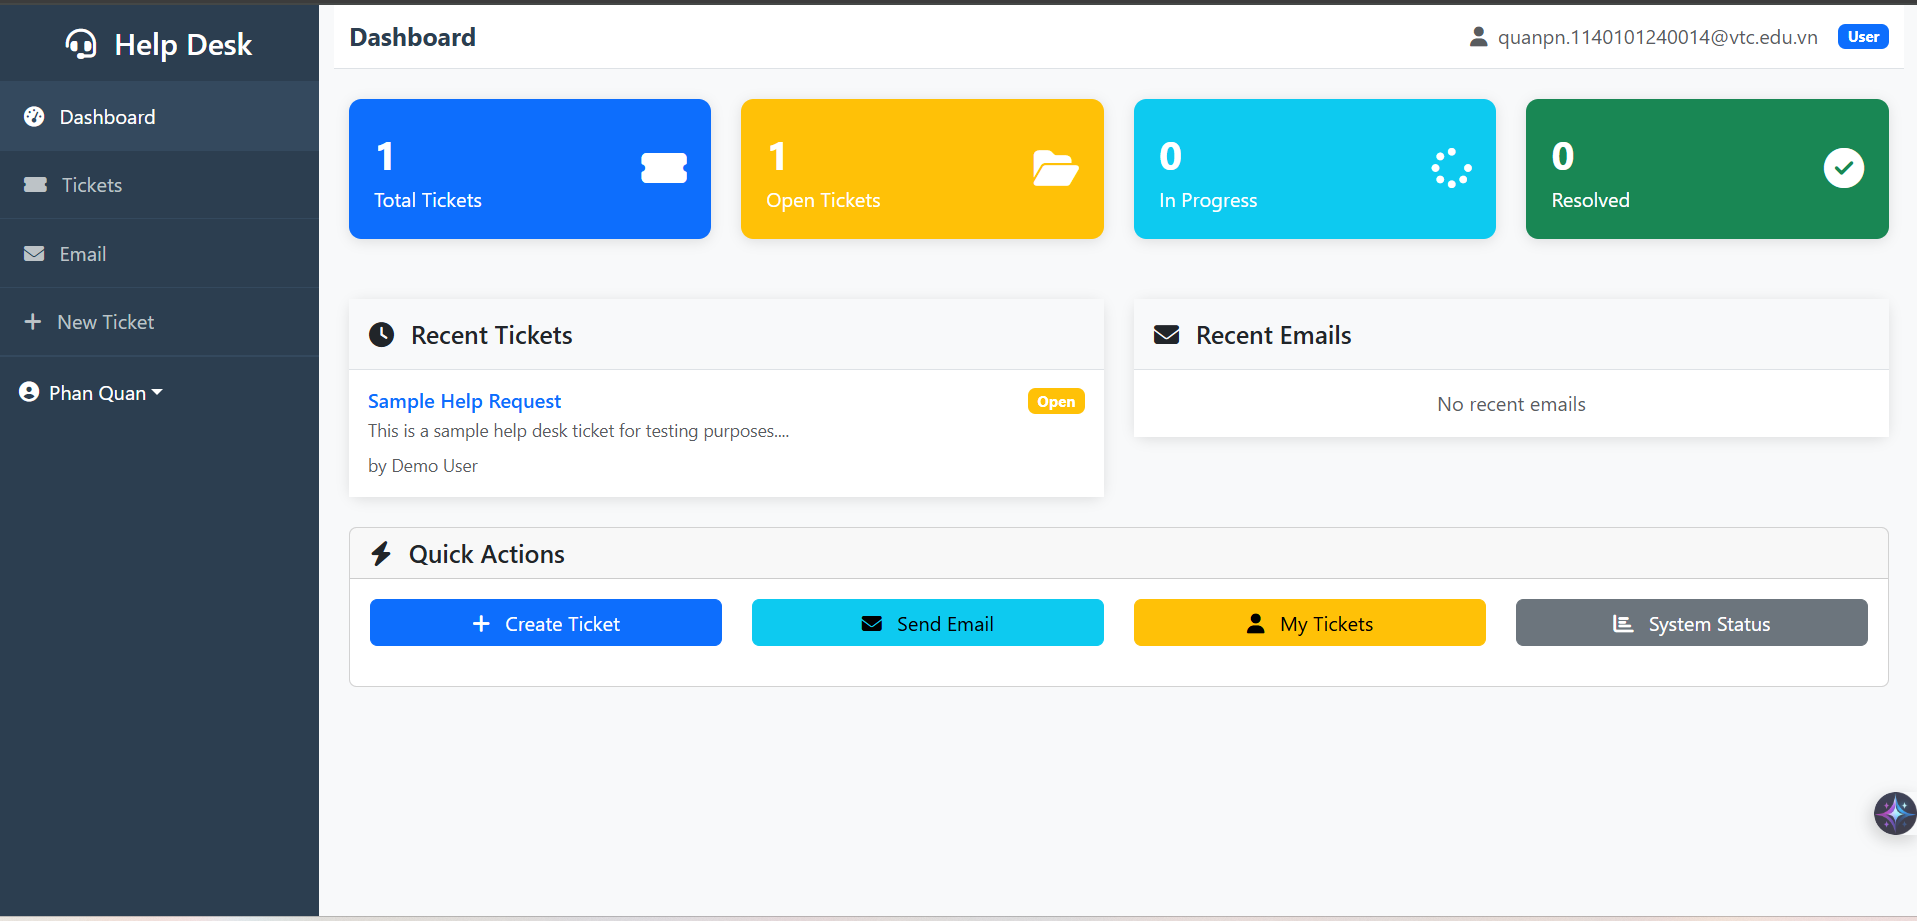 Help Desk
Dashboard
Tickets
Email
New Ticket
Phan Quan
Dashboard
quanpn.1140101240014@vtc.edu.vn
User
1
Total Tickets
1
Open Tickets
0
In Progress
0
Resolved
Recent Tickets
Sample Help Request
Open
This is a sample help desk ticket for testing purposes....
by Demo User
Recent Emails
No recent emails
Quick Actions
Create Ticket
Send Email
My Tickets
System Status